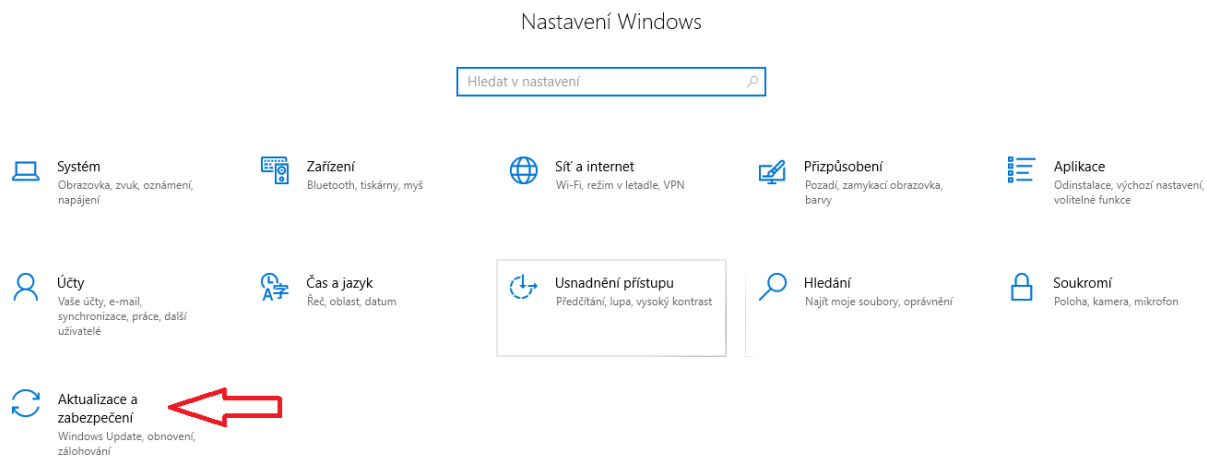 Nastavení Windows
Hledat v nastavení
Systém
Obrazovka, zvuk, oznámení,
napájení
Zařízení
Bluetooth, tiskárny, myš
Síť a internet
Wi-Fi, režim v letadle, VPN
Přizpůsobení
Pozadí, zamykací obrazovka,
barvy
Aplikace
Odinstalace, výchozí nastavení,
volitelné funkce
Účty
Vaše účty, e-mail,
synchronizace, práce, další
uživatelé
Čas a jazyk
Řeč, oblast, datum
Usnadnění přístupu
Předčítání, lupa, vysoký kontrast
Hledání
Najít moje soubory, oprávnění
Soukromí
Poloha, kamera, mikrofon
Aktualizace a
zabezpečení
Windows Update, obnovení,
zálohování